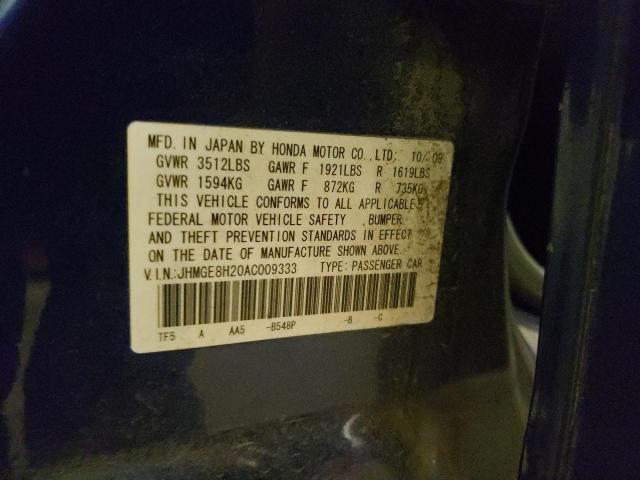 MFD. IN JAPAN BY HONDA MOTOR CO.,LTD. 10/09
GVWR 3512LBS GAWR F 1921LBS R 1619LBS
GVWR 1594KG GAWR F 872KG R 735KG
THIS VEHICLE CONFORMS TO ALL APPLICABLE
FEDERAL MOTOR VEHICLE SAFETY , BUMPER
AND THEFT PREVENTION STANDARDS IN EFFECT
ON THE DATE OF MANUFACTURE SHOWN ABOVE.
V.I.N.:JHMGE8H20AC009333 TYPE: PASSENGER CAR
TF5 A AA5 -B548P -B -C